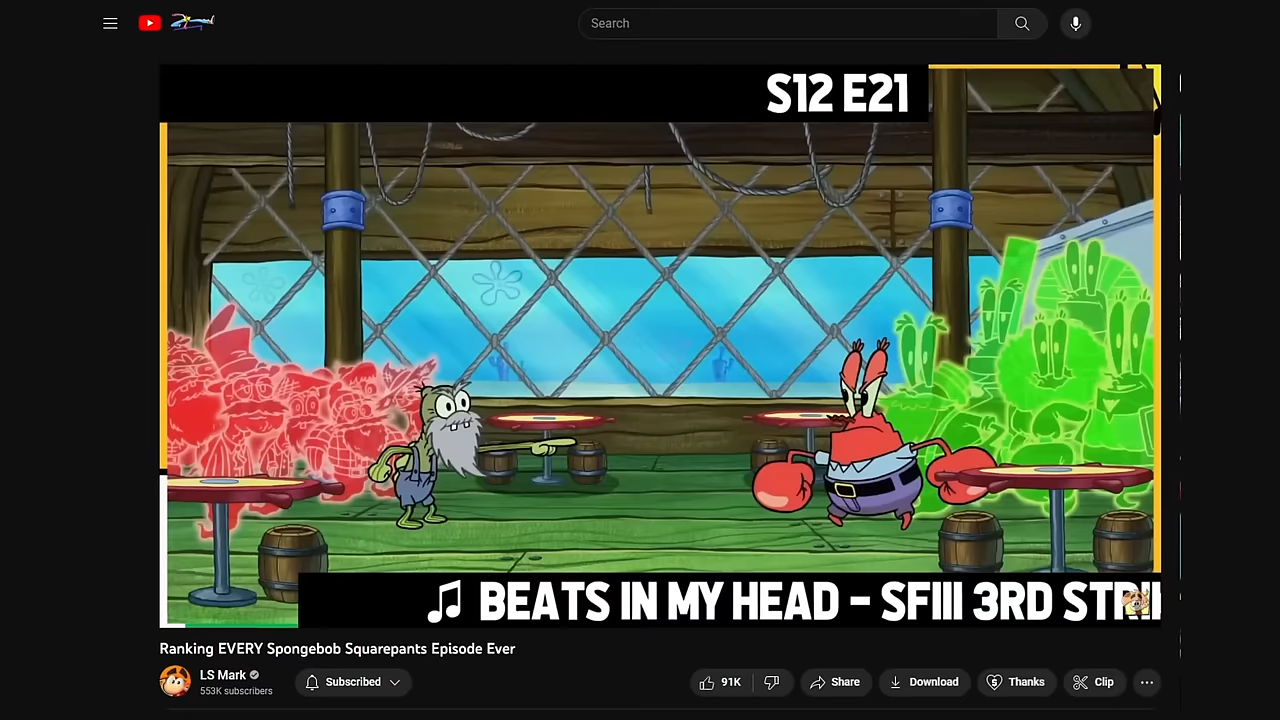 Search
S12 E21
♫ BEATS IN MY HEAD - SFIII 3RD STRI
Ranking EVERY Spongebob Squarepants Episode Ever
LS Mark
553K subscribers
Subscribed
91K
Share
Download
Thanks
Clip